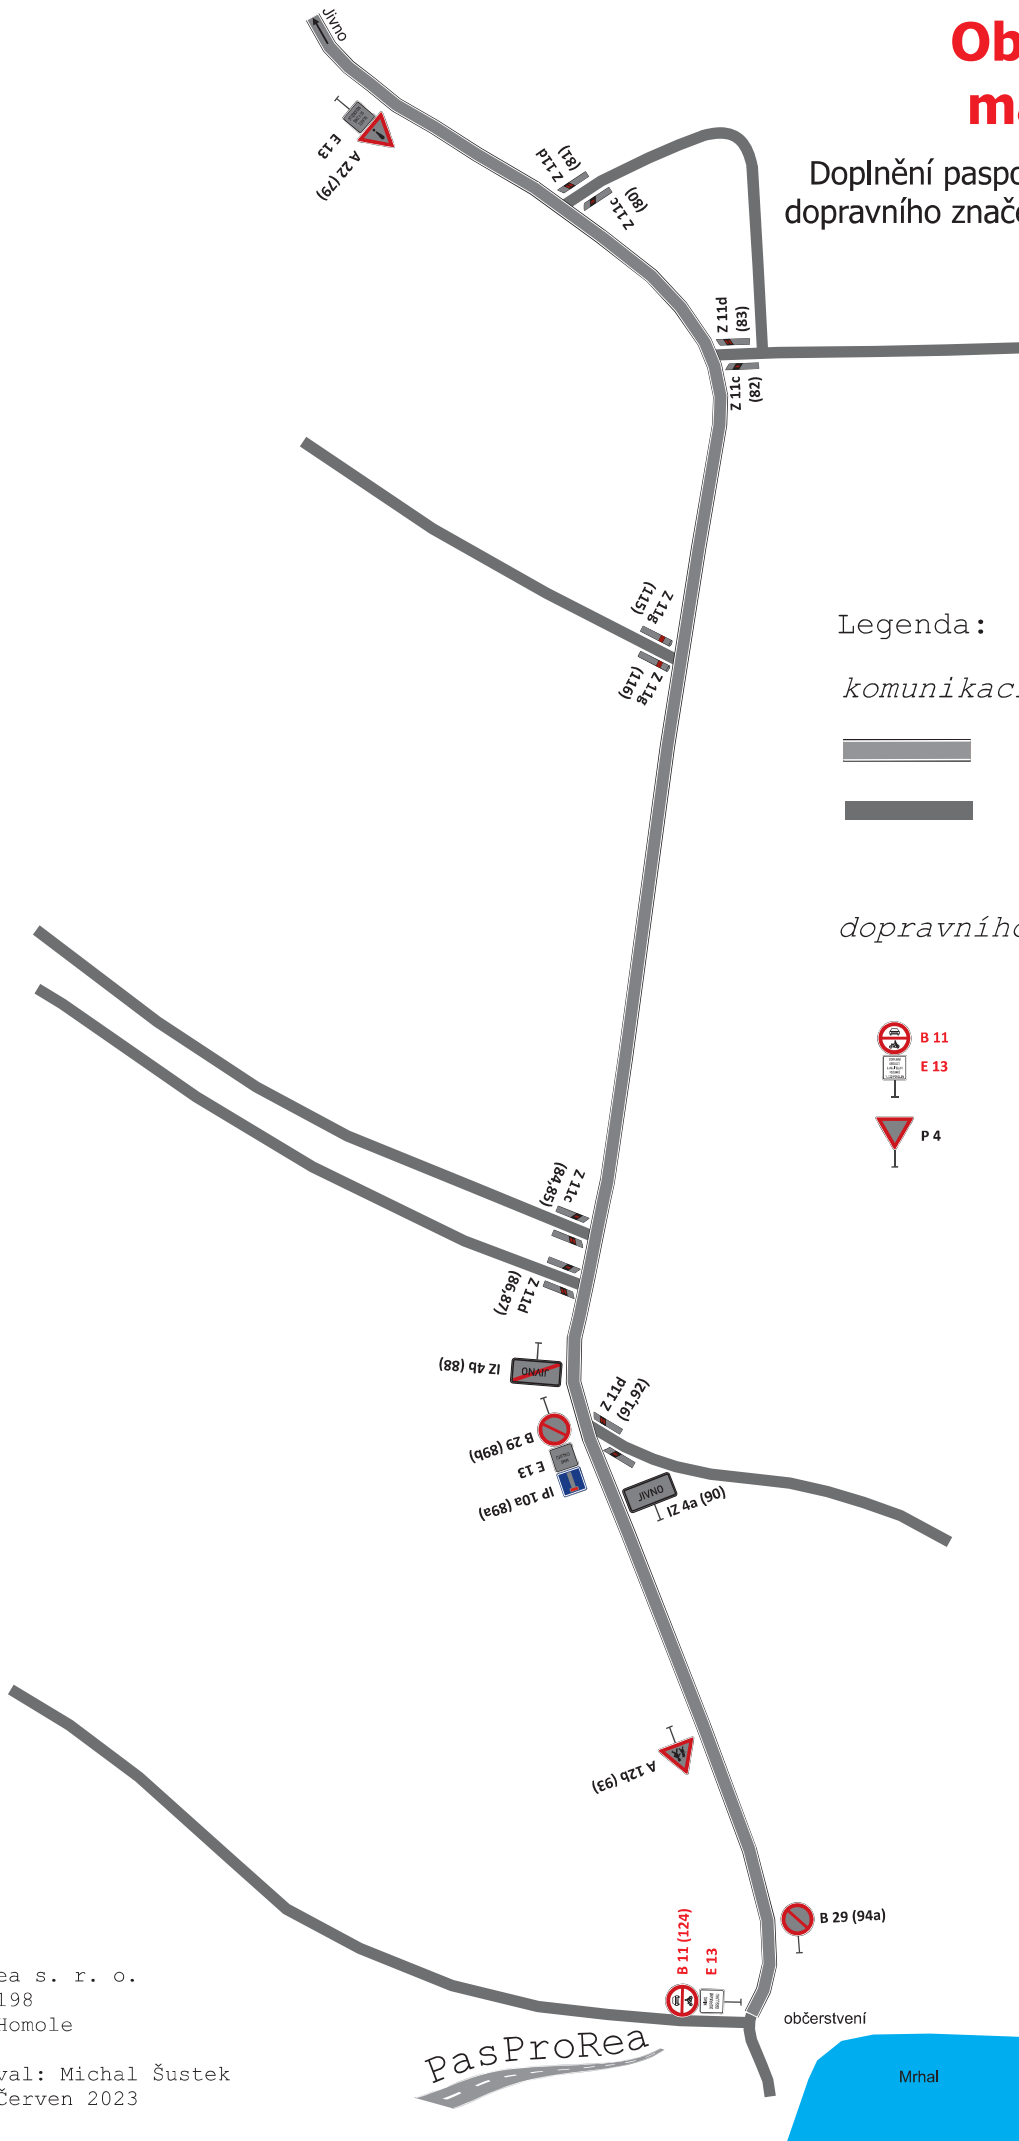 Jivno
Ob
ma
Doplnění paspo
dopravního znače
E 13
A 22 (79)
Z 11d
(81)
Z 11c
(80)
Z 11d
(83)
Z 11c
(82)
Z 11g
(115)
Z 11g
(116)
Legenda:
komunikac
dopravního
B 11
E 13
P 4
Z 11c
(84,85)
Z 11d
(86,87)
IZ 4b (88)
JIVNO
B 29 (89b)
E 13
IP 10a (89a)
Z 11d
(91,92)
JIVNO
IZ 4a (90)
A 12b (93)
B 29 (94a)
B 11 (124)
E 13
občerstvení
Mrhal
PasProRea
ea s. r. o.
198
Homole
val: Michal Šustek
Červen 2023